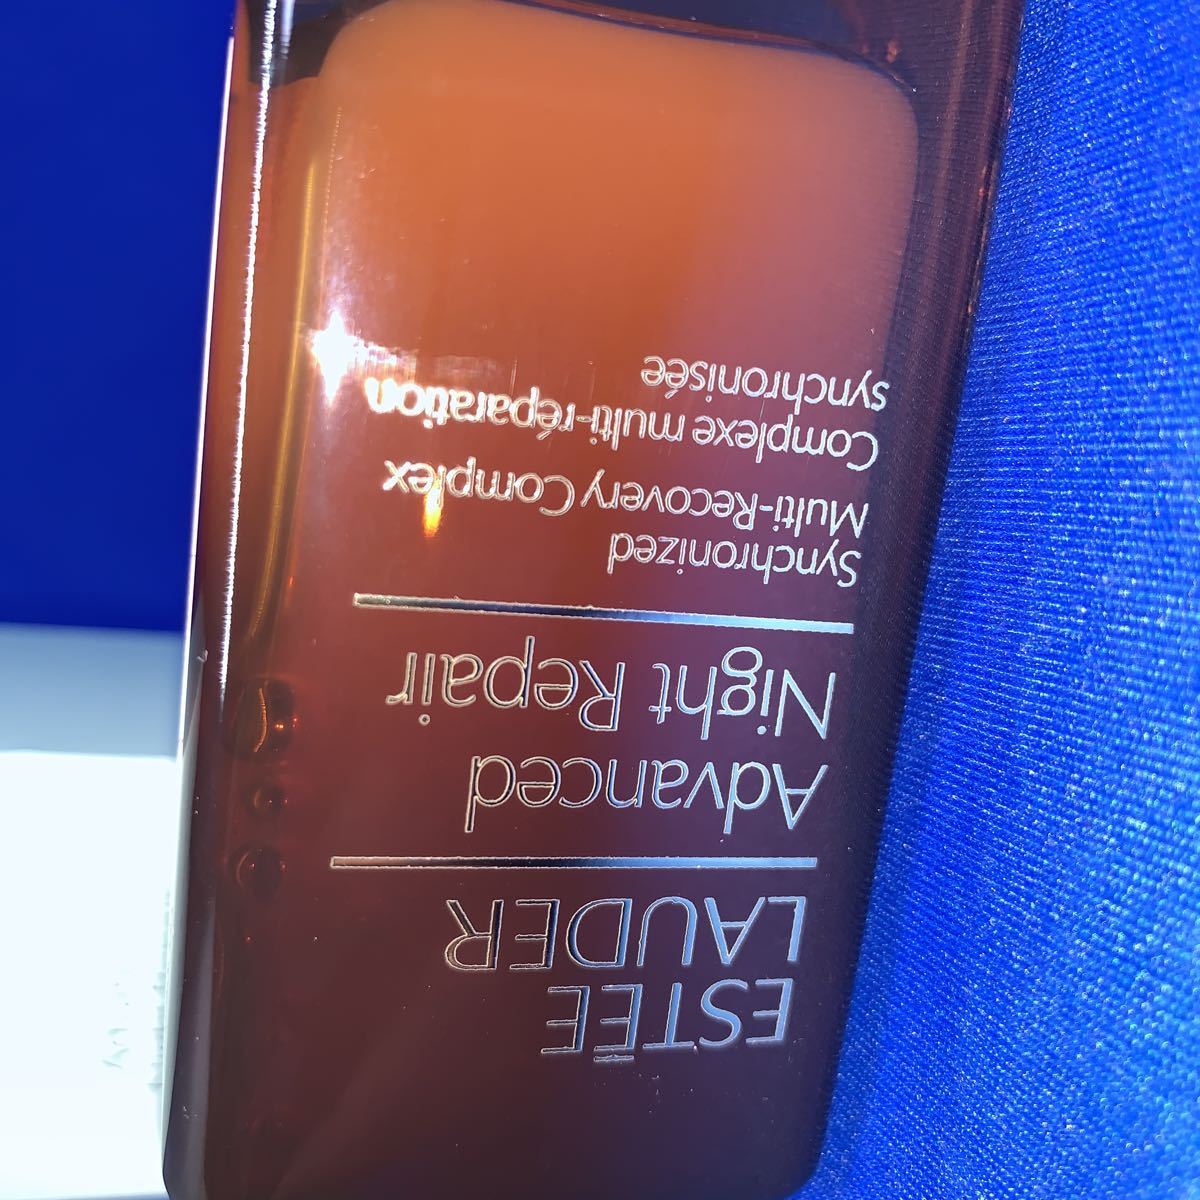 ESTĒE
LAUDER
Advanced
Night Repair
Synchronized
Multi-Recovery Complex
Complexe multi-réparation
synchronisée